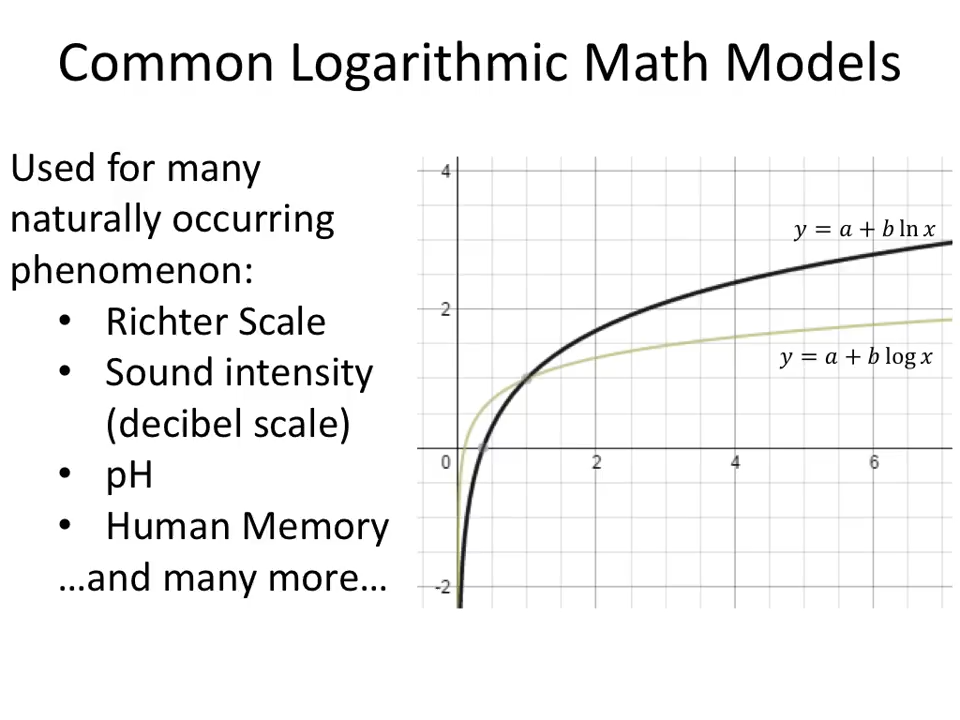 Common Logarithmic Math Models
Used for many
naturally occurring
phenomenon:
• Richter Scale
• Sound intensity
(decibel scale)
• pH
• Human Memory
…and many more…
4
2
0
2
4
6
-2
y = a + b ln x
y = a + b log x